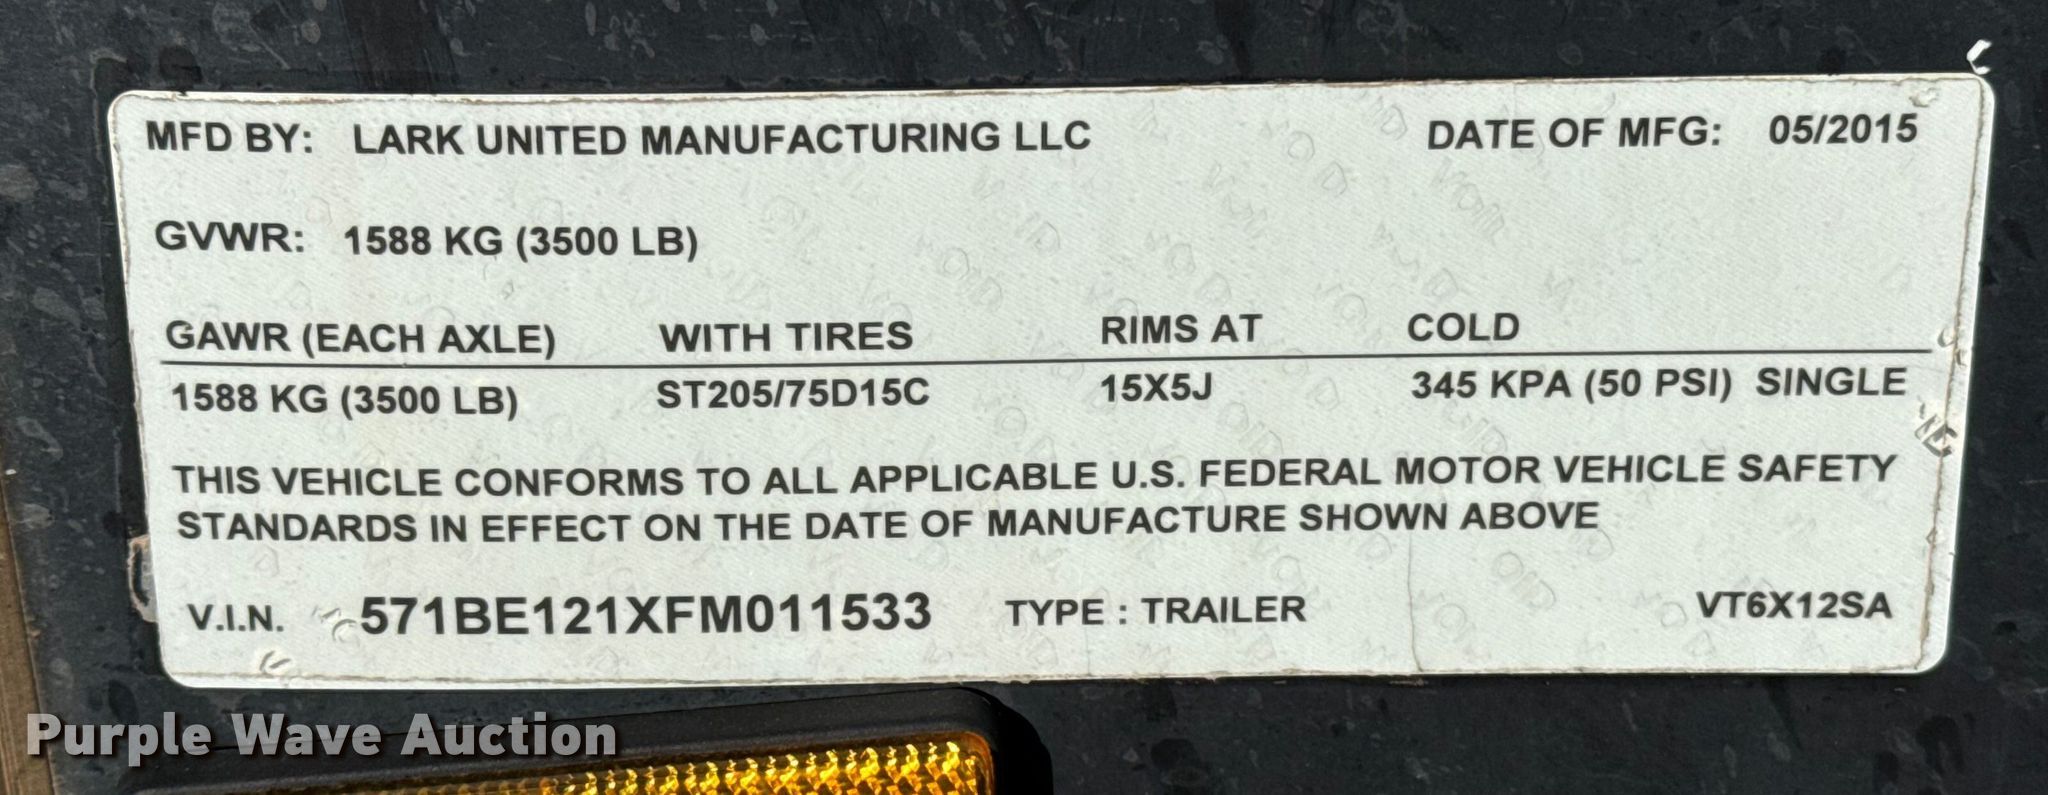 MFD BY: LARK UNITED MANUFACTURING LLC DATE OF MFG: 05/2015
GVWR: 1588 KG (3500 LB)
GAWR (EACH AXLE) WITH TIRES RIMS AT COLD
1588 KG (3500 LB) ST205/75D15C 15X5J 345 KPA (50 PSI) SINGLE
THIS VEHICLE CONFORMS TO ALL APPLICABLE U.S. FEDERAL MOTOR VEHICLE SAFETY
STANDARDS IN EFFECT ON THE DATE OF MANUFACTURE SHOWN ABOVE
V.I.N. 571BE121XFM011533 TYPE : TRAILER VT6X12SA
Purple Wave Auction